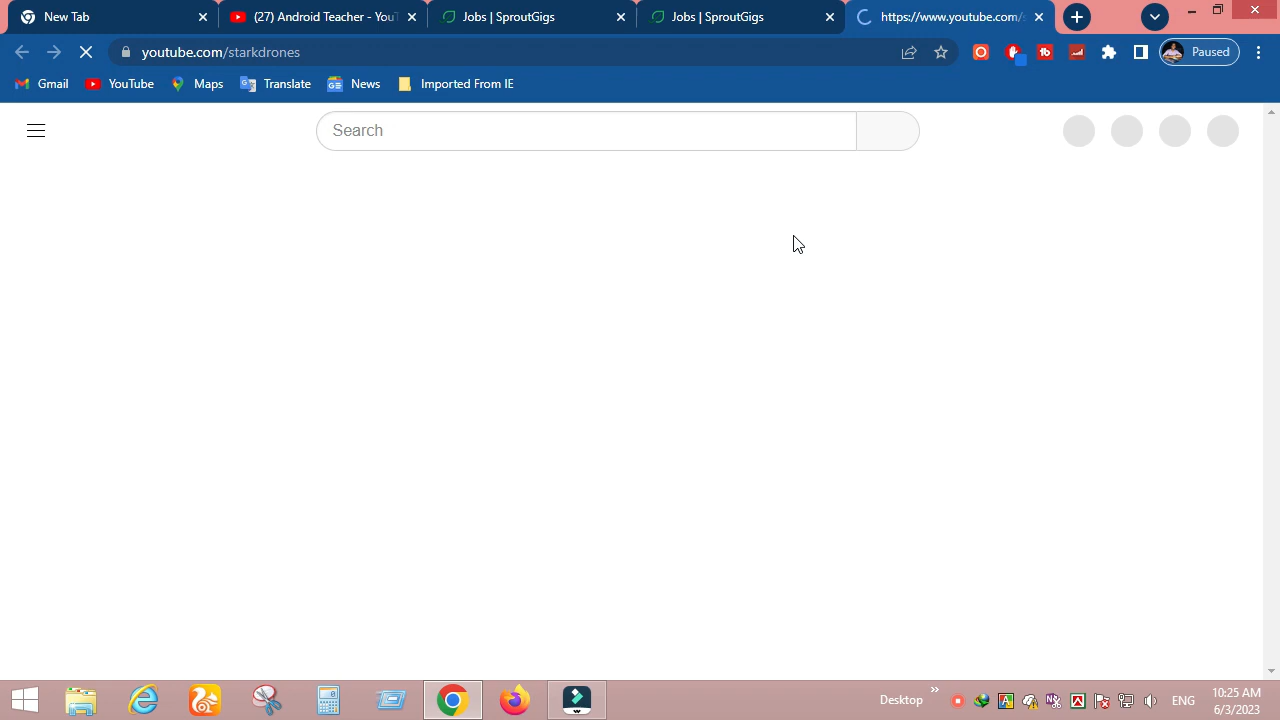 New Tab
(27) Android Teacher - YouT
Jobs | SproutGigs
Jobs | SproutGigs
https://www.youtube.com/s
youtube.com/starkdrones
Paused
Gmail
YouTube
Maps
Translate
News
Imported From IE
Search
Desktop
ENG
10:25 AM
6/3/2023